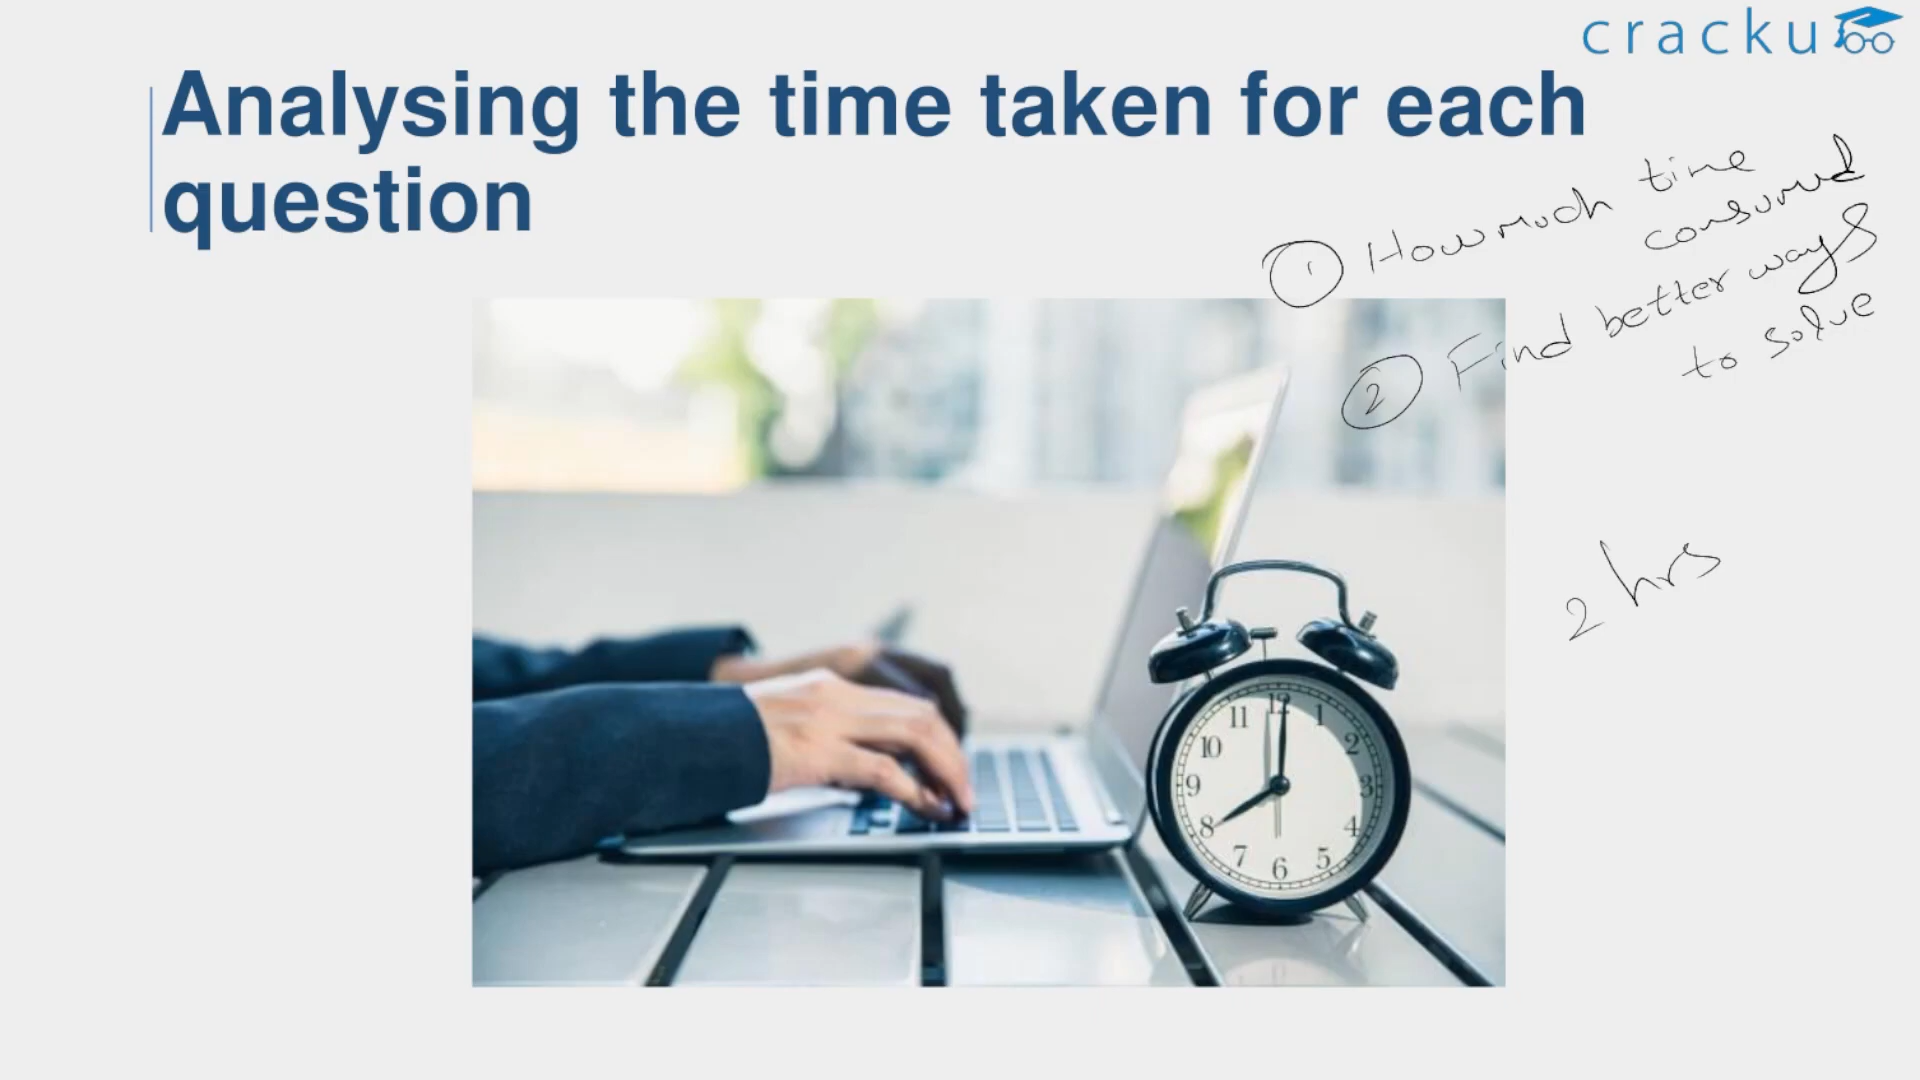 cracku
Analysing the time taken for each
question
1 How much time
consumed
2 Find better ways
to solve
2 hrs
12
11
1
10
2
9
3
8
4
7
5
6